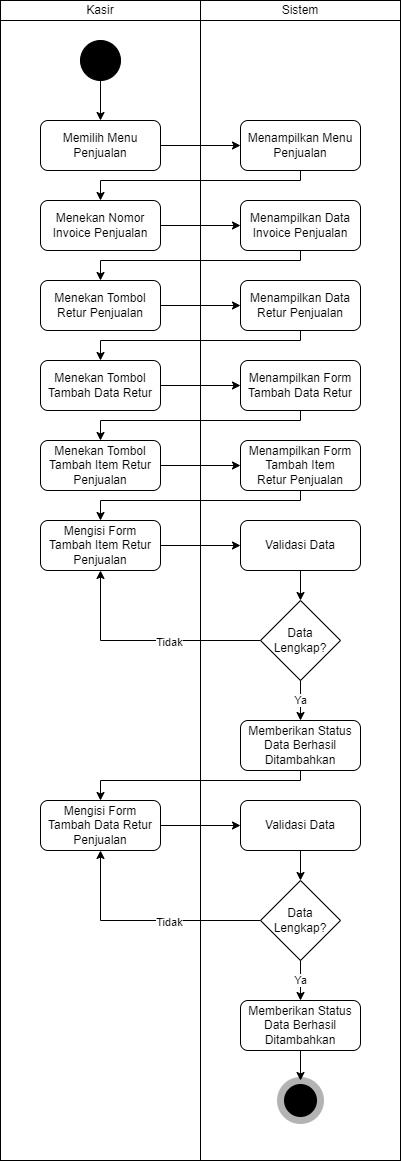 Kasir
Sistem
Memilih Menu
Penjualan
Menampilkan Menu
Penjualan
Menekan Nomor
Invoice Penjualan
Menampilkan Data
Invoice Penjualan
Menekan Tombol
Retur Penjualan
Menampilkan Data
Retur Penjualan
Menekan Tombol
Tambah Data Retur
Menampilkan Form
Tambah Data Retur
Menekan Tombol
Tambah Item Retur
Penjualan
Menampilkan Form
Tambah Item
Retur Penjualan
Mengisi Form
Tambah Item Retur
Penjualan
Validasi Data
Data
Lengkap?
Tidak
Ya
Memberikan Status
Data Berhasil
Ditambahkan
Mengisi Form
Tambah Data Retur
Penjualan
Validasi Data
Data
Lengkap?
Tidak
Ya
Memberikan Status
Data Berhasil
Ditambahkan